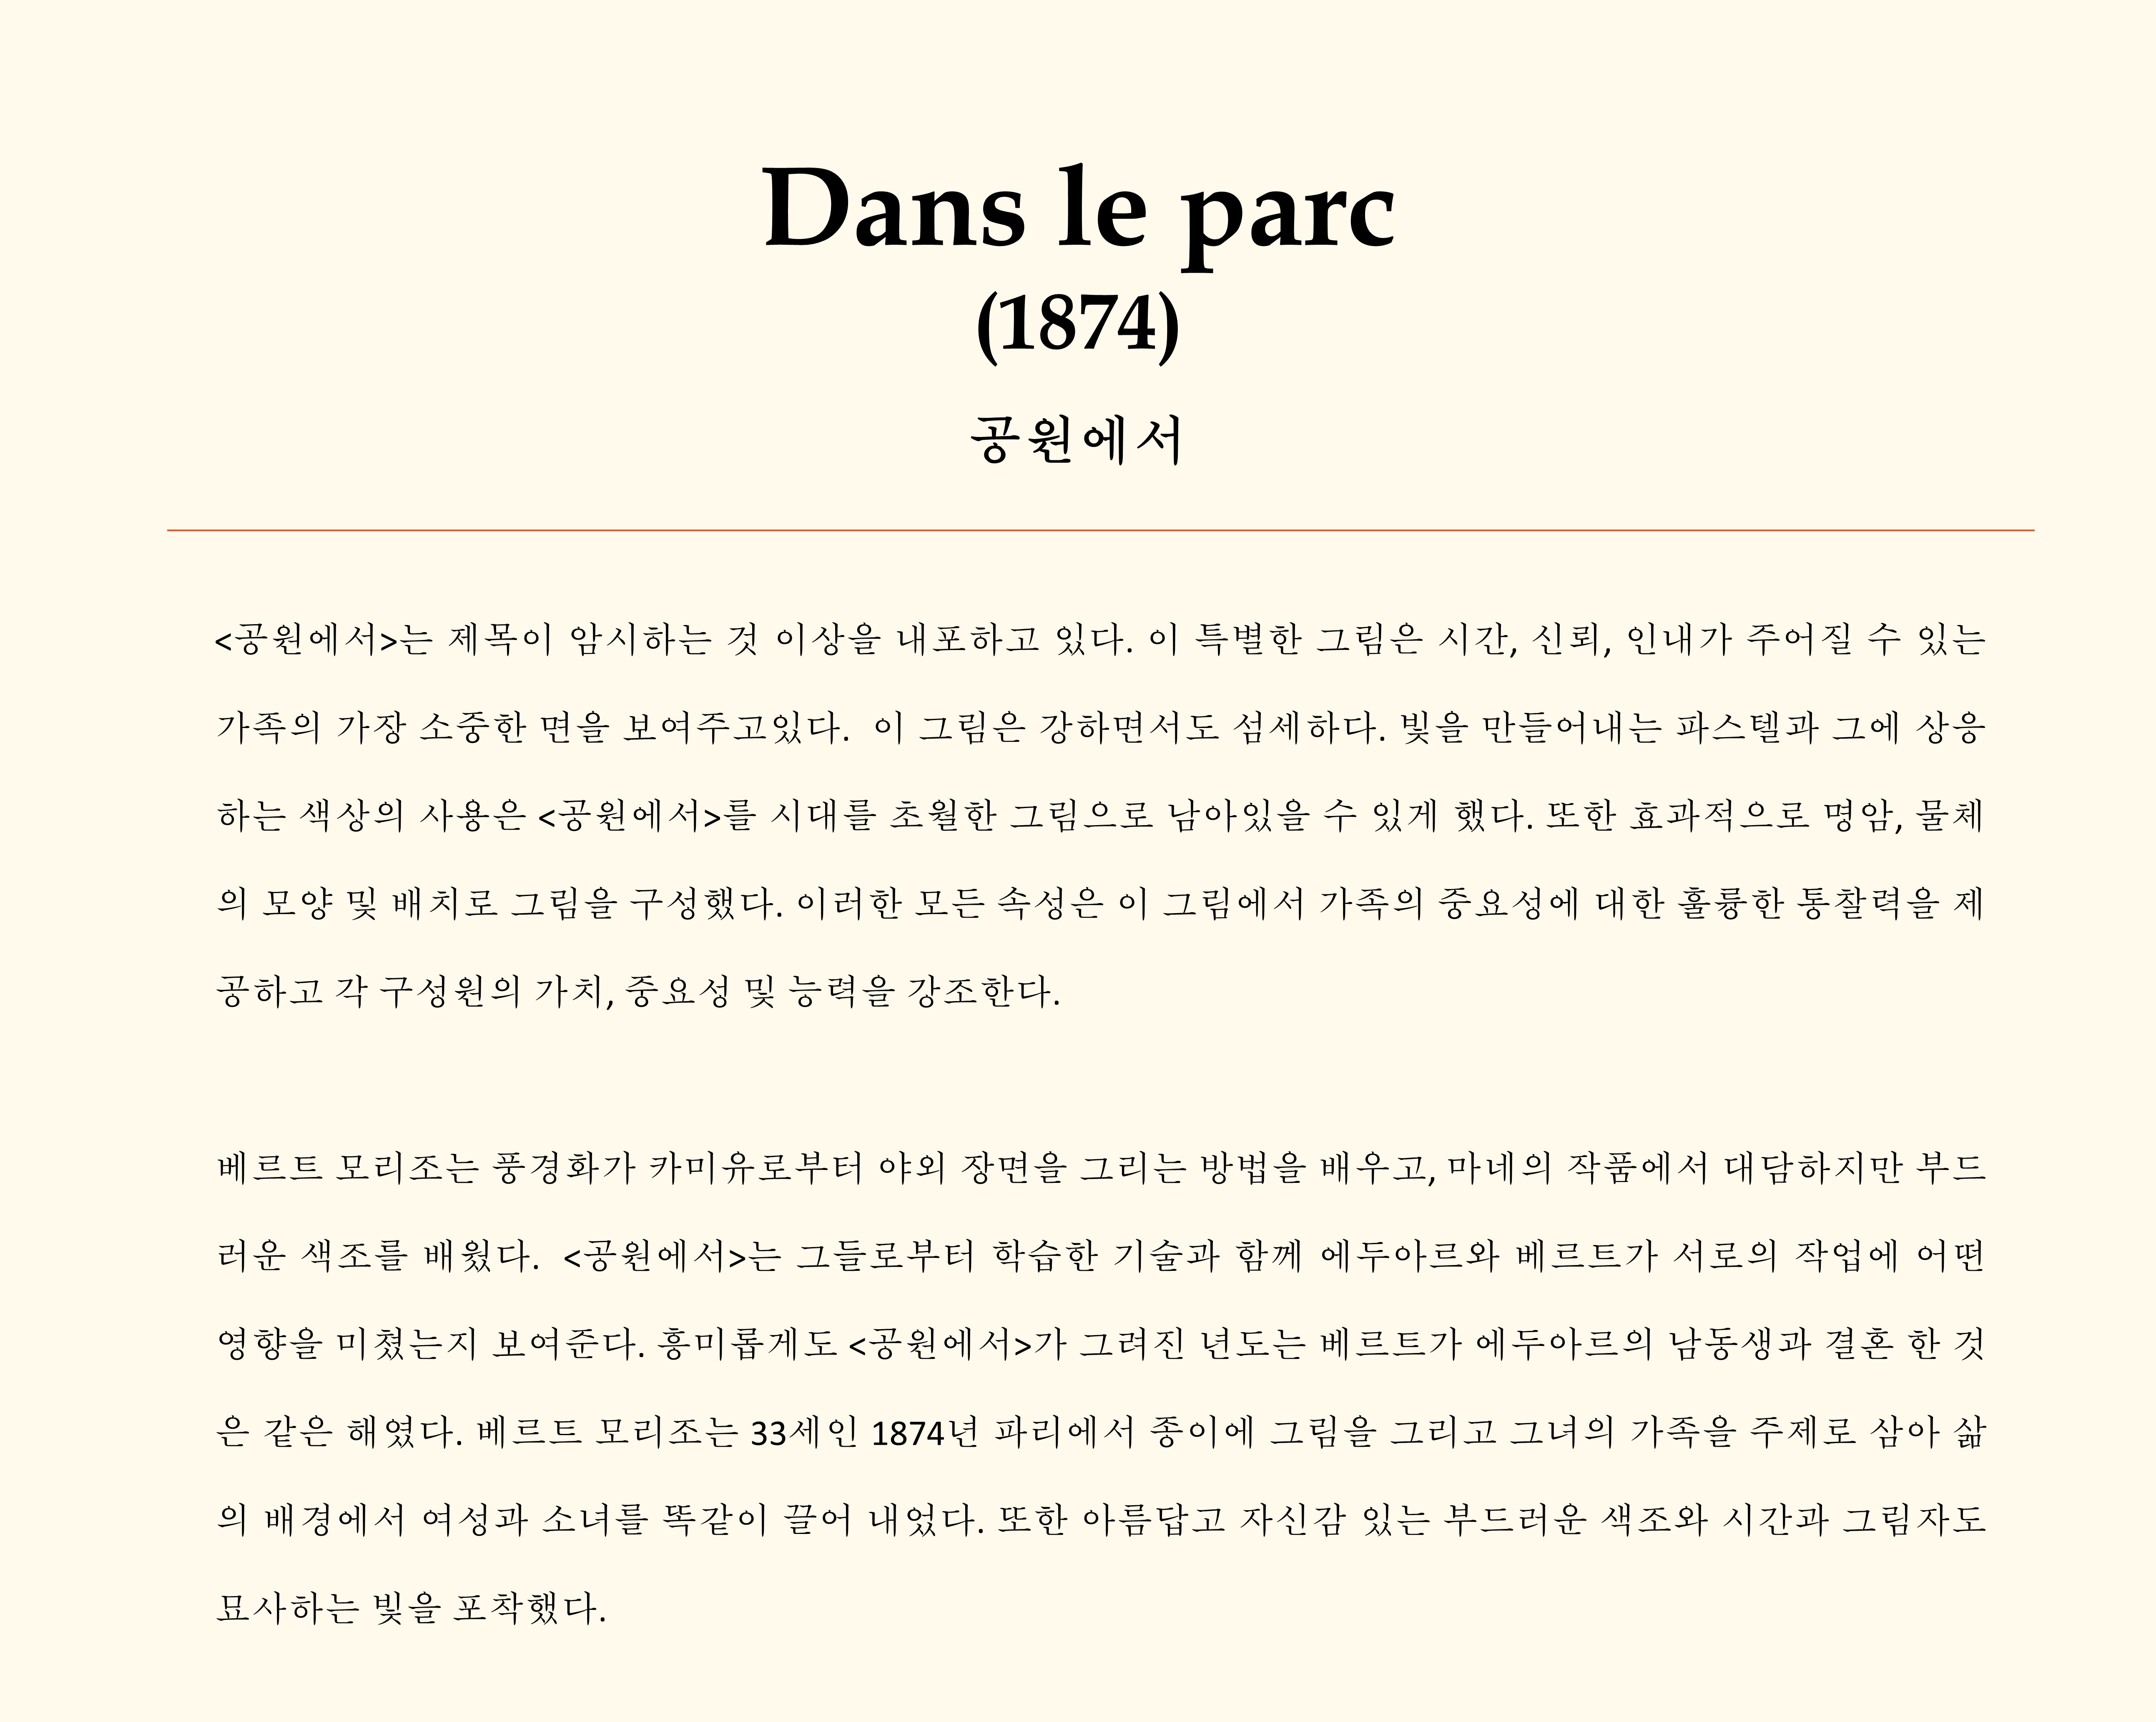 Dans le parc
(1874)
공원에서
<공원에서>는 제목이 암시하는 것 이상을 내포하고 있다. 이 특별한 그림은 시간, 신뢰, 인내가 주어질 수 있는
가족의 가장 소중한 면을 보여주고있다. 이 그림은 강하면서도 섬세하다. 빛을 만들어내는 파스텔과 그에 상응
하는 색상의 사용은 <공원에서>를 시대를 초월한 그림으로 남아있을 수 있게 했다. 또한 효과적으로 명암, 물체
의 모양 및 배치로 그림을 구성했다. 이러한 모든 속성은 이 그림에서 가족의 중요성에 대한 훌륭한 통찰력을 제
공하고 각 구성원의 가치, 중요성 및 능력을 강조한다.
베르트 모리조는 풍경화가 카미유로부터 야외 장면을 그리는 방법을 배우고, 마네의 작품에서 대담하지만 부드
러운 색조를 배웠다. <공원에서>는 그들로부터 학습한 기술과 함께 에두아르와 베르트가 서로의 작업에 어떤
영향을 미쳤는지 보여준다. 흥미롭게도 <공원에서>가 그려진 년도는 베르트가 에두아르의 남동생과 결혼 한 것
은 같은 해였다. 베르트 모리조는 33세인 1874년 파리에서 종이에 그림을 그리고 그녀의 가족을 주제로 삼아 삶
의 배경에서 여성과 소녀를 똑같이 끌어 내었다. 또한 아름답고 자신감 있는 부드러운 색조와 시간과 그림자도
묘사하는 빛을 포착했다.